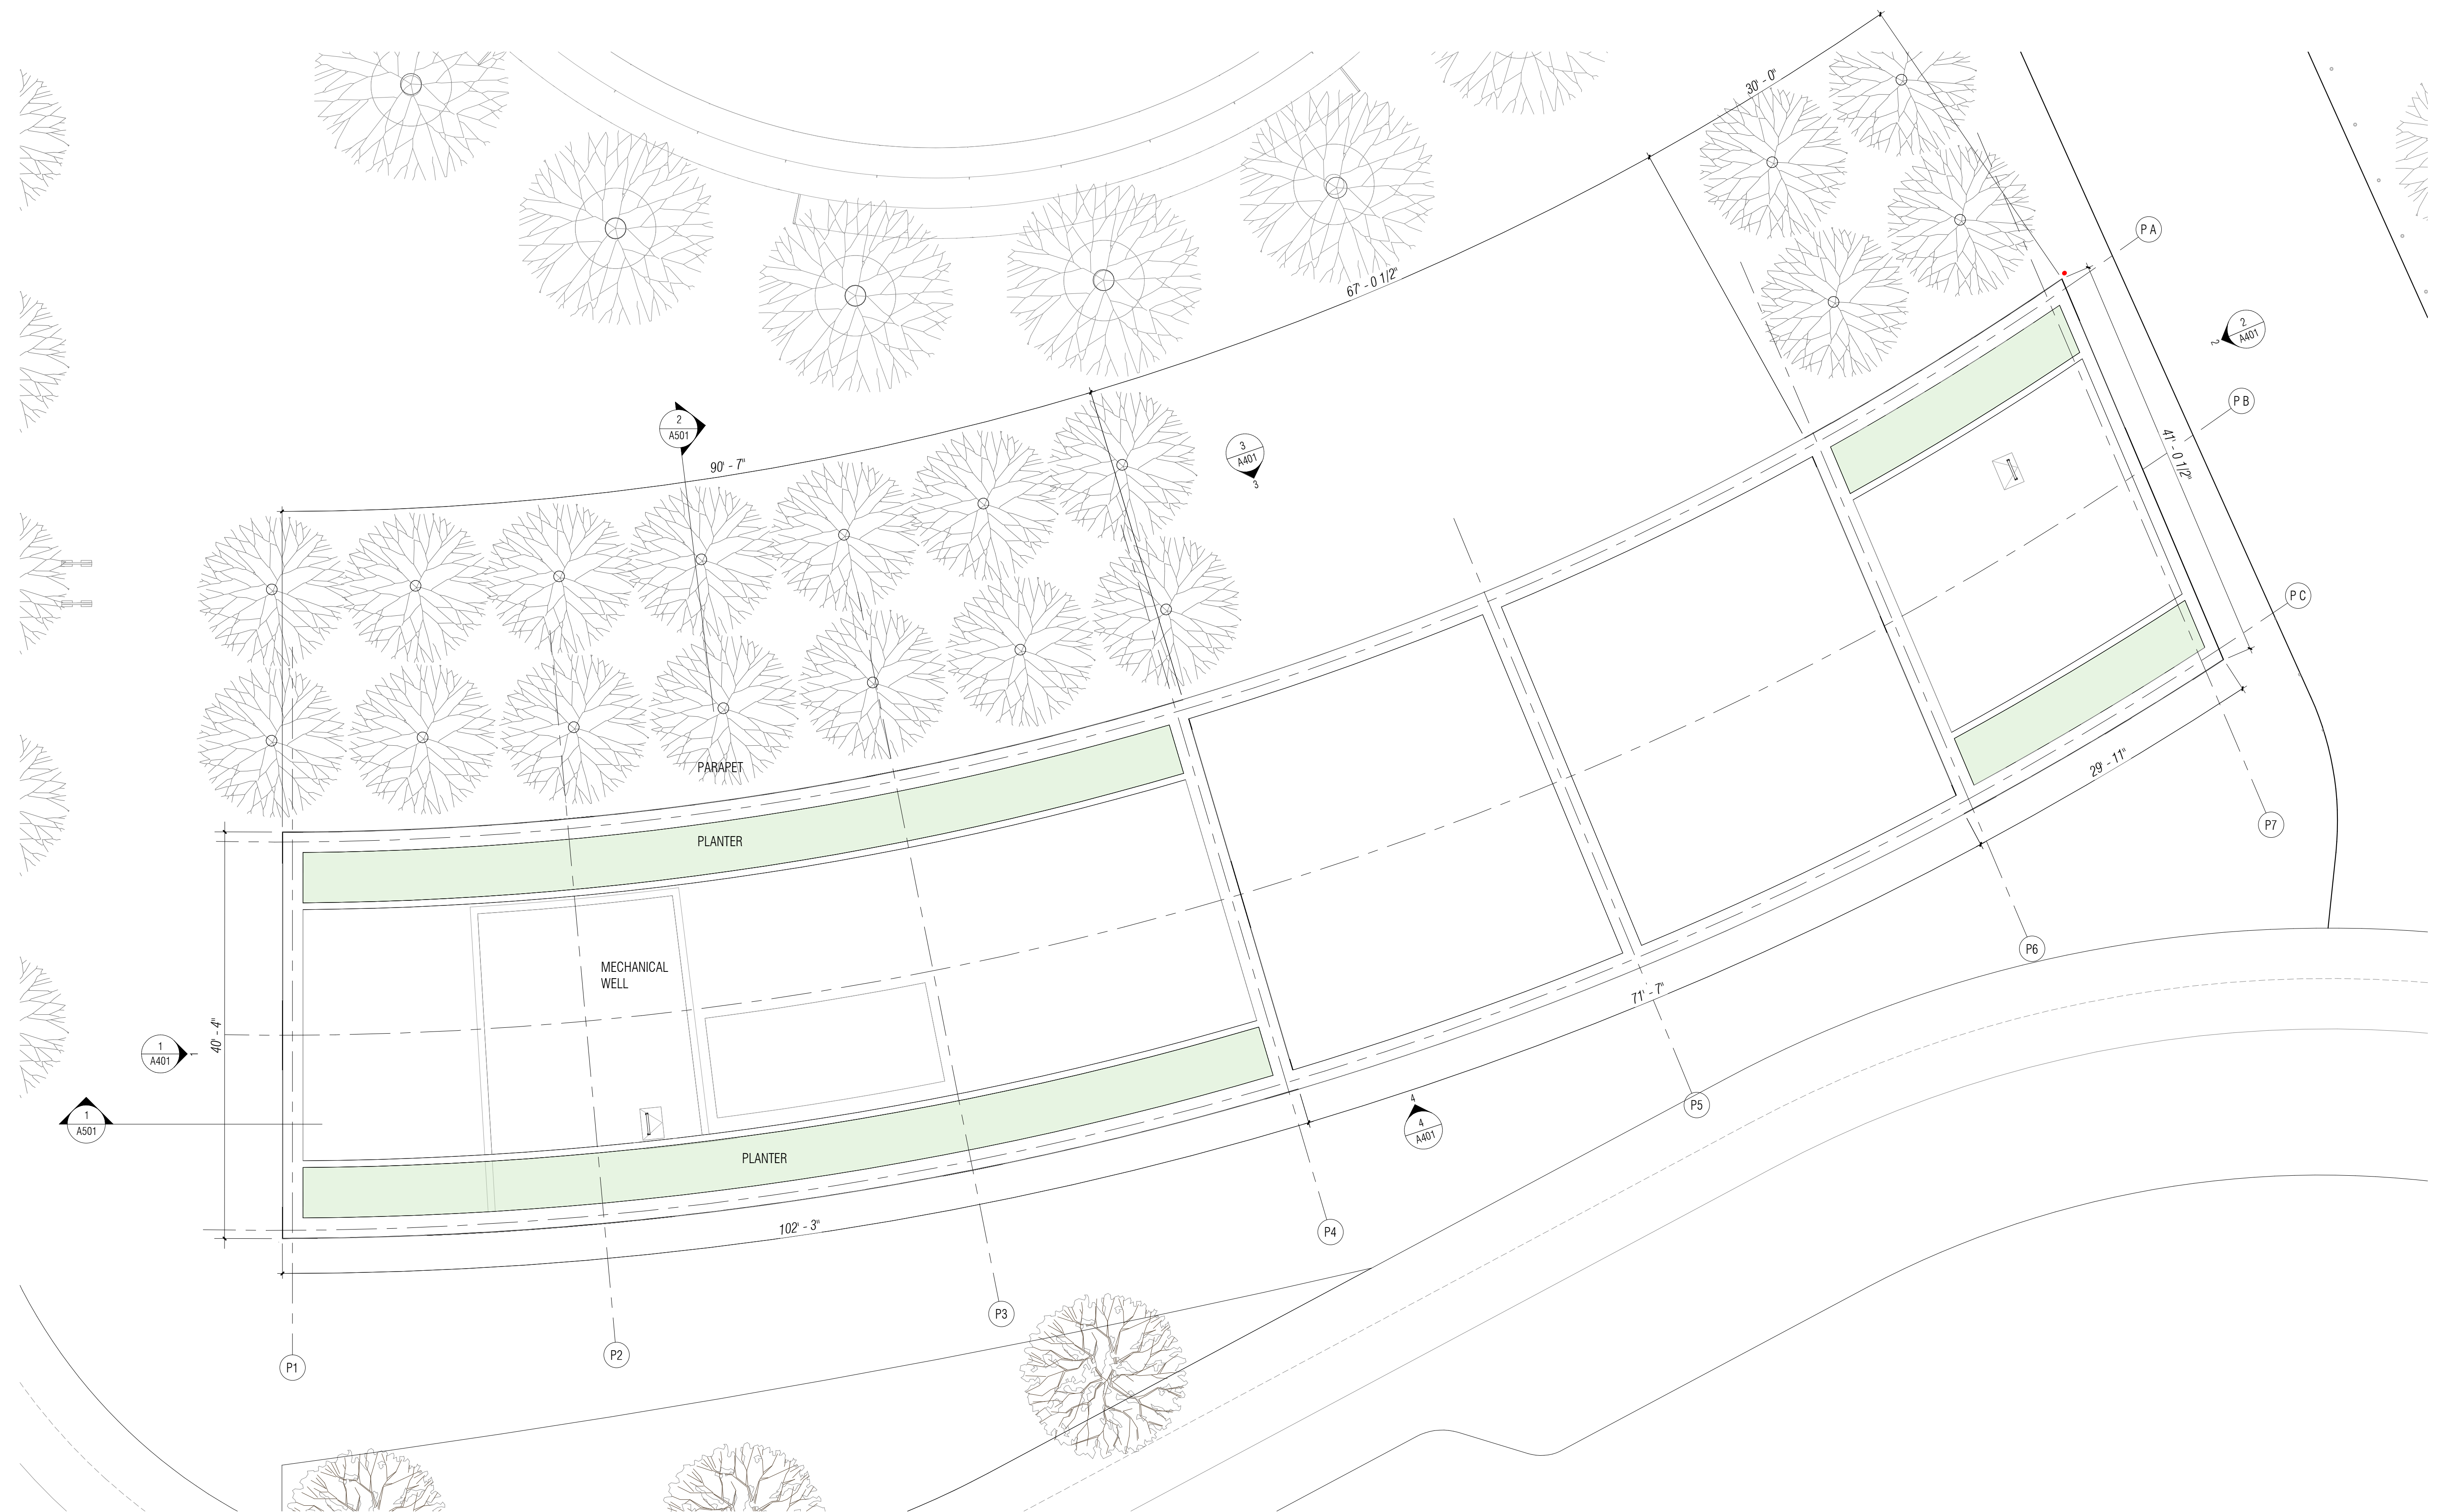 30' - 0"
P A
67' - 0 1/2"
2
A401
2
P B
2
A501
3
A401
3
90' - 7"
41' - 0 1/2"
P C
PARAPET
29' - 11"
P7
PLANTER
P6
MECHANICAL
WELL
71' - 7"
40' - 4"
1
A401
1
P5
4
4
A401
1
A501
PLANTER
102' - 3"
P4
P3
P2
P1